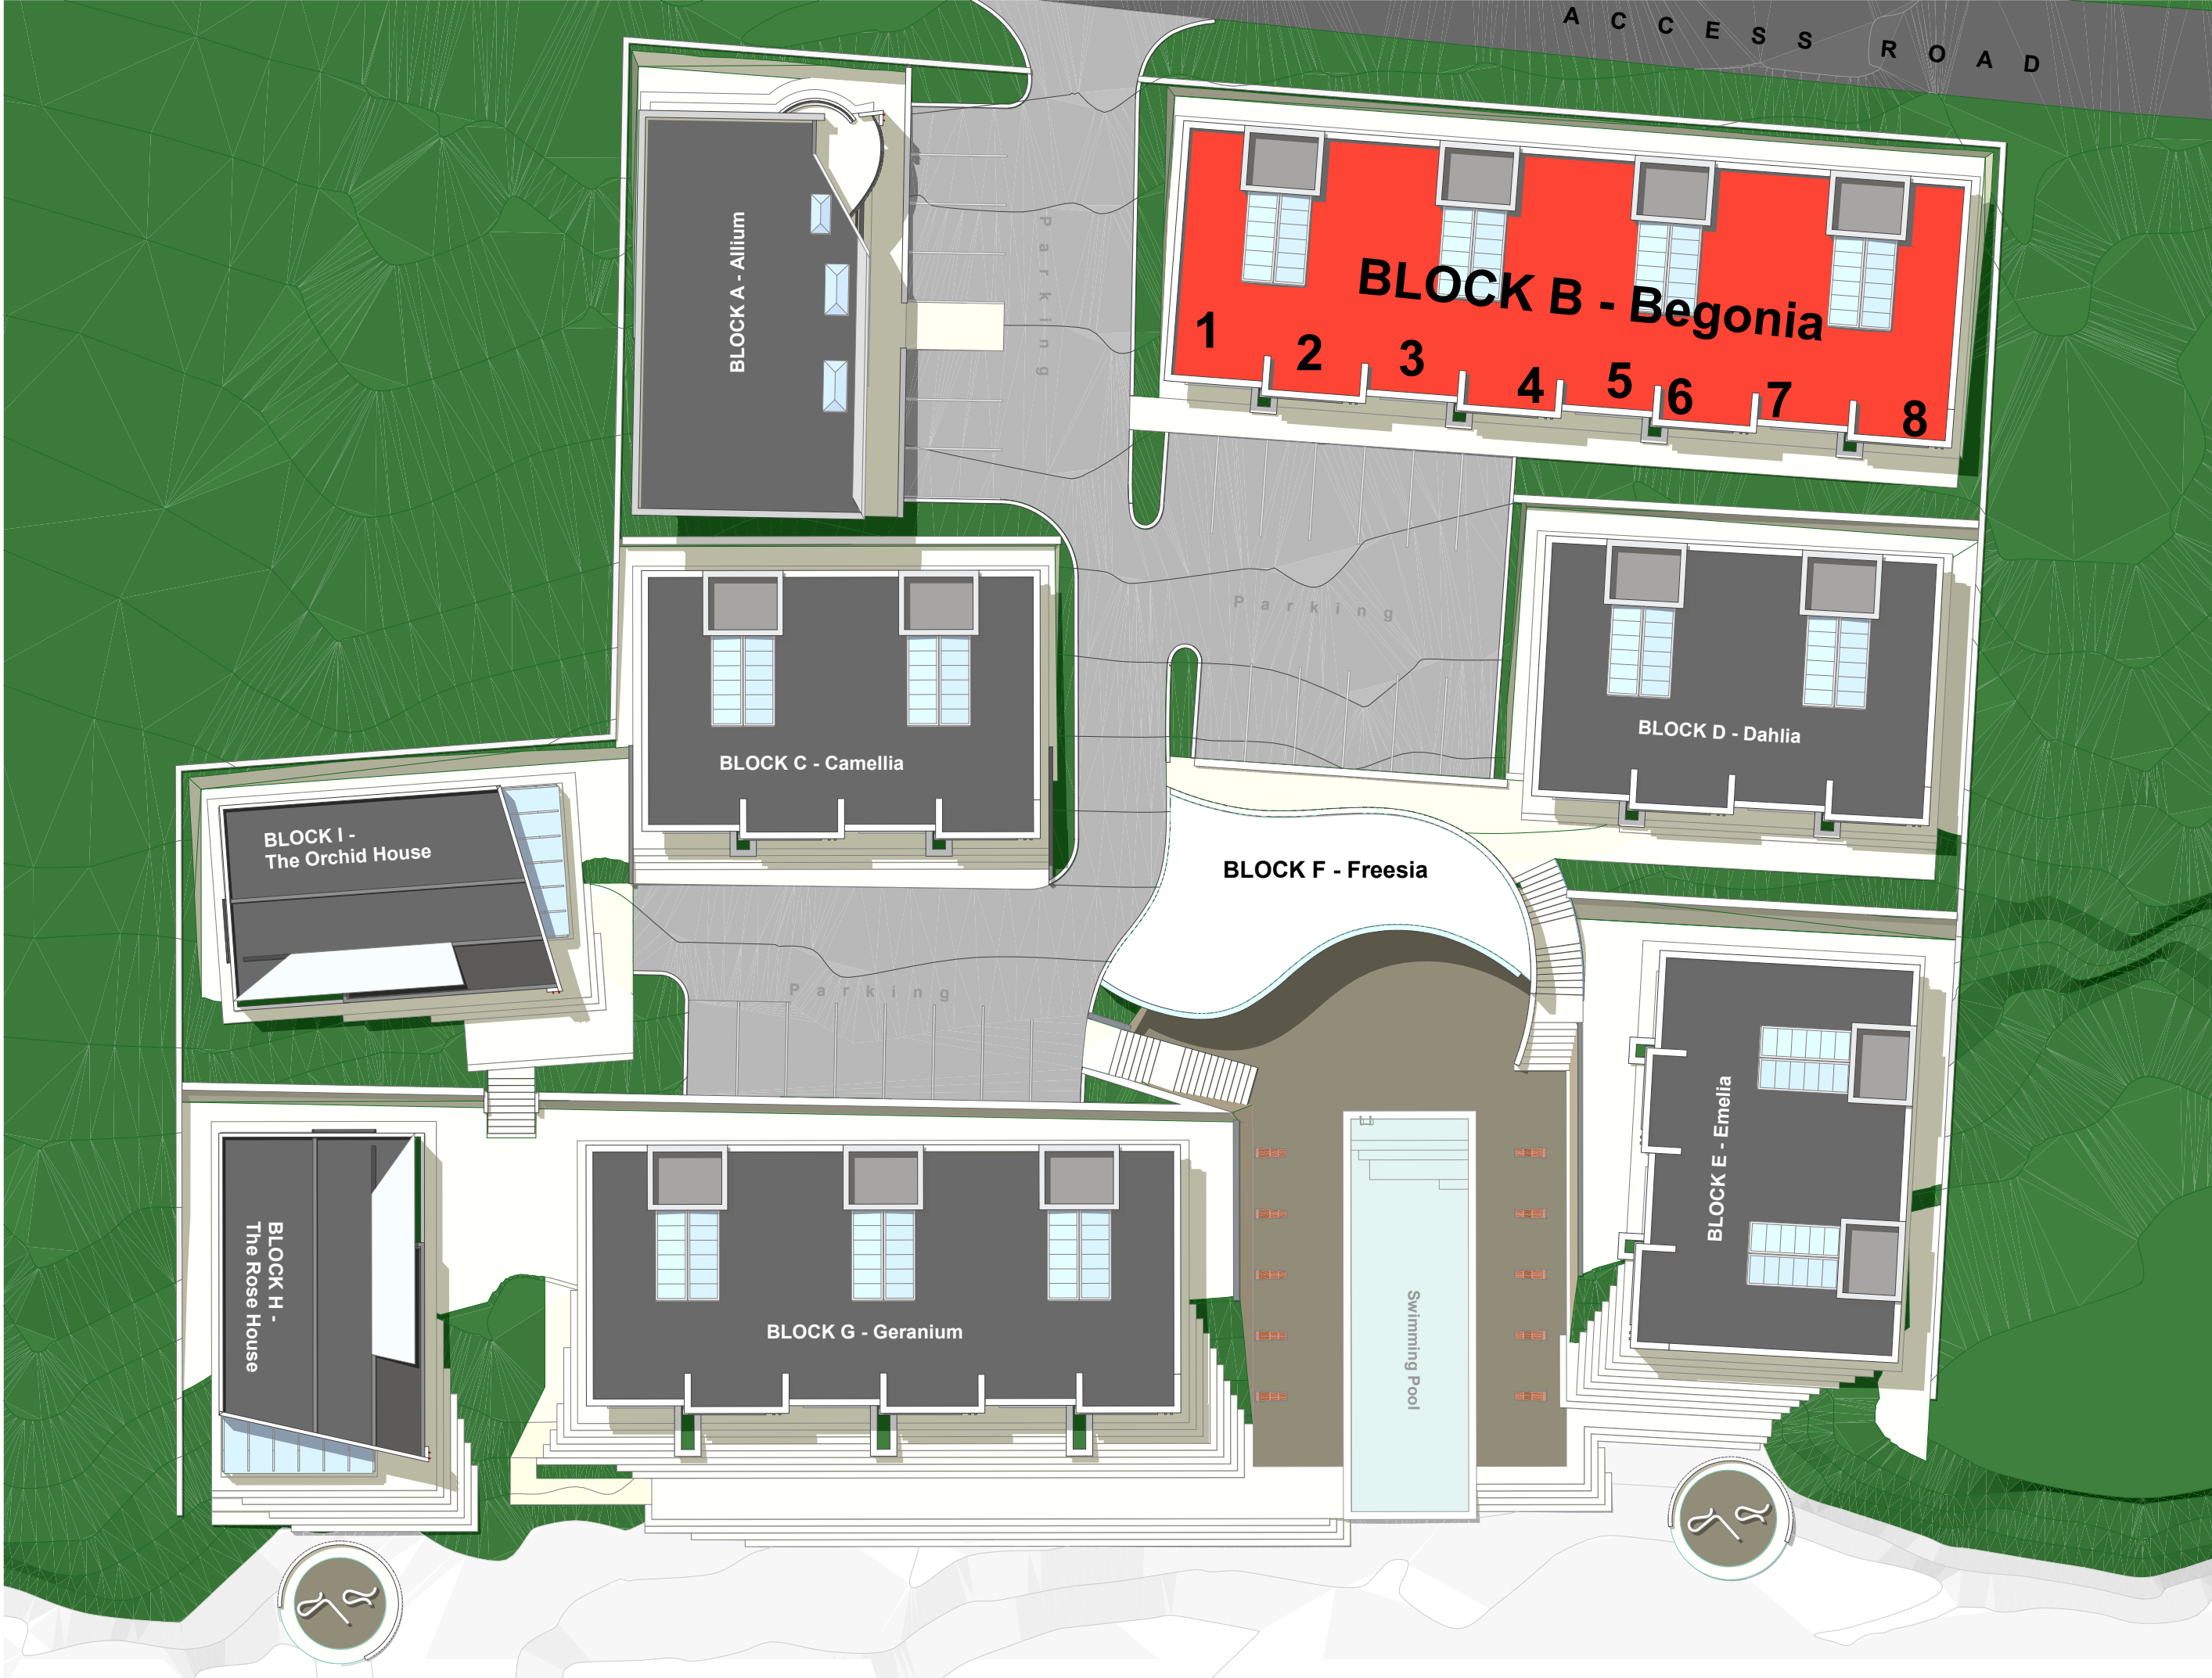 ACCESS ROAD
BLOCK A - Allium
Parking
BLOCK B - Begonia
1
2
3
4
5
6
7
8
Parking
BLOCK C - Camellia
BLOCK D - Dahlia
BLOCK I -
The Orchid House
BLOCK F - Freesia
Parking
BLOCK E - Emelia
BLOCK H -
The Rose House
BLOCK G - Geranium
Swimming Pool